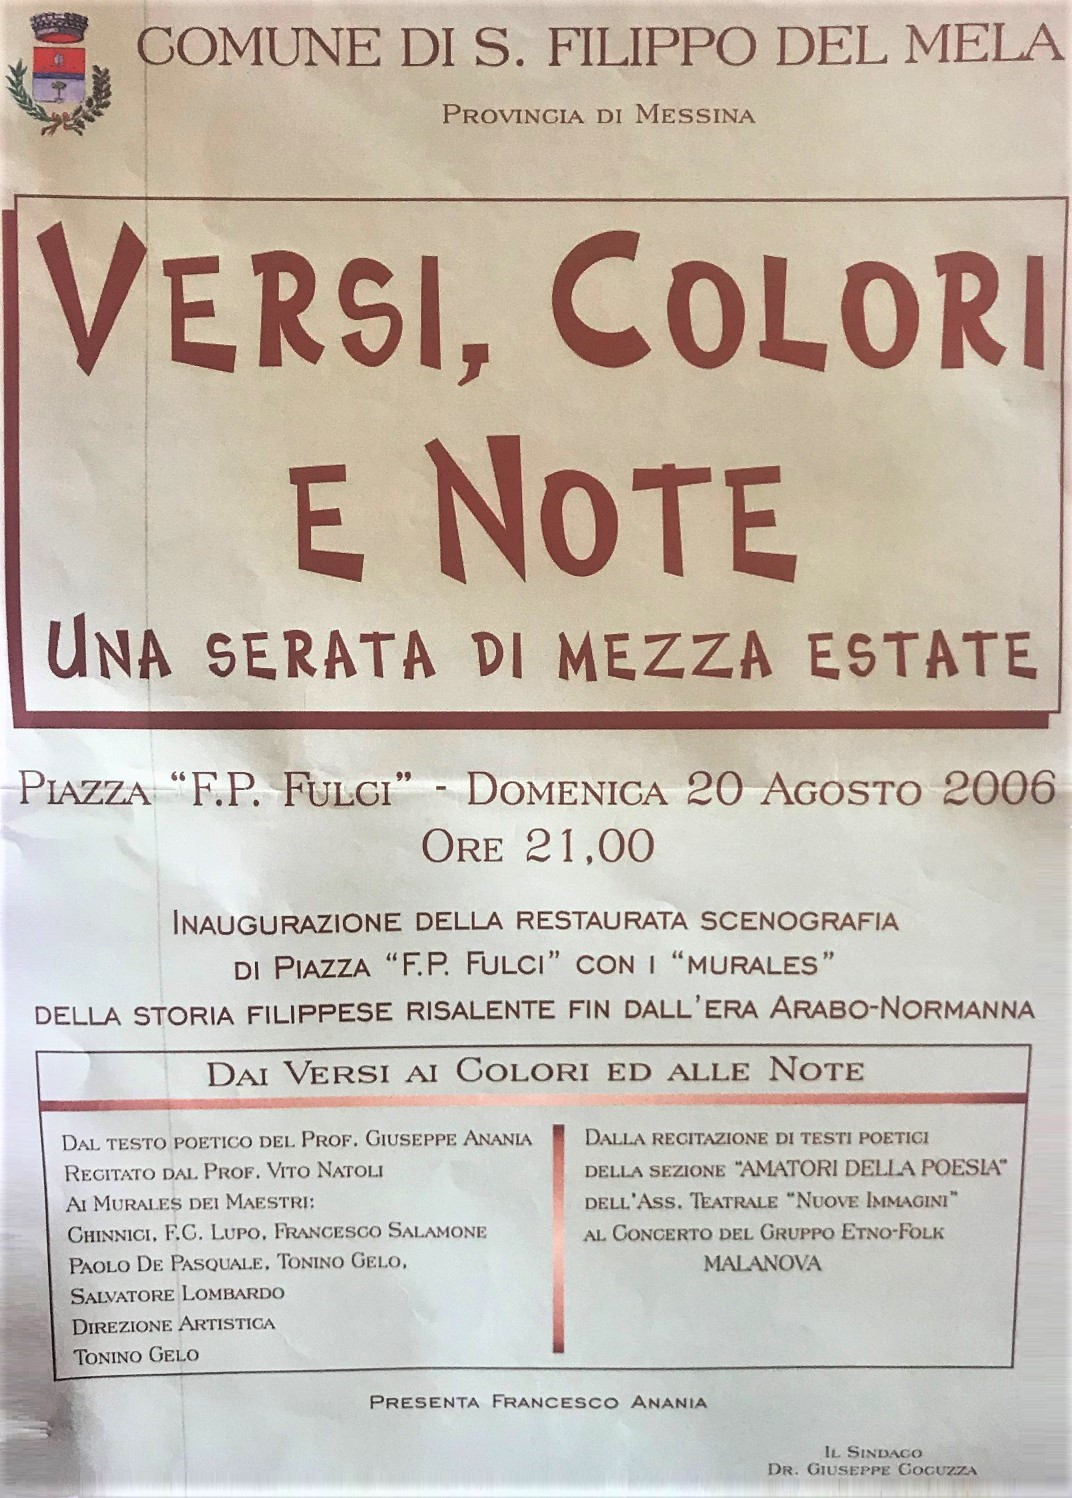 COMUNE DI S. FILIPPO DEL MELA
PROVINCIA DI MESSINA
VERSI, COLORI
E NOTE
UNA SERATA DI MEZZA ESTATE
PIAZZA “F.P. FULCI” - DOMENICA 20 AGOSTO 2006
ORE 21,00
INAUGURAZIONE DELLA RESTAURATA SCENOGRAFIA
DI PIAZZA “F.P. FULCI” CON I “MURALES”
DELLA STORIA FILIPPESE RISALENTE FIN DALL'ERA ARABO-NORMANNA
DAI VERSI AI COLORI ED ALLE NOTE
DAL TESTO POETICO DEL PROF. GIUSEPPE ANANIA
RECITATO DAL PROF. VITO NATOLI
AI MURALES DEI MAESTRI:
CHINNICI, F.C. LUPO, FRANCESCO SALAMONE
PAOLO DE PASQUALE, TONINO GELO,
SALVATORE LOMBARDO
DIREZIONE ARTISTICA
TONINO GELO
DALLA RECITAZIONE DI TESTI POETICI
DELLA SEZIONE "AMATORI DELLA POESIA"
DELL'ASS. TEATRALE "NUOVE IMMAGINI"
AL CONCERTO DEL GRUPPO ETNO-FOLK
MALANOVA
PRESENTA FRANCESCO ANANIA
IL SINDACO
DR. GIUSEPPE COCUZZA